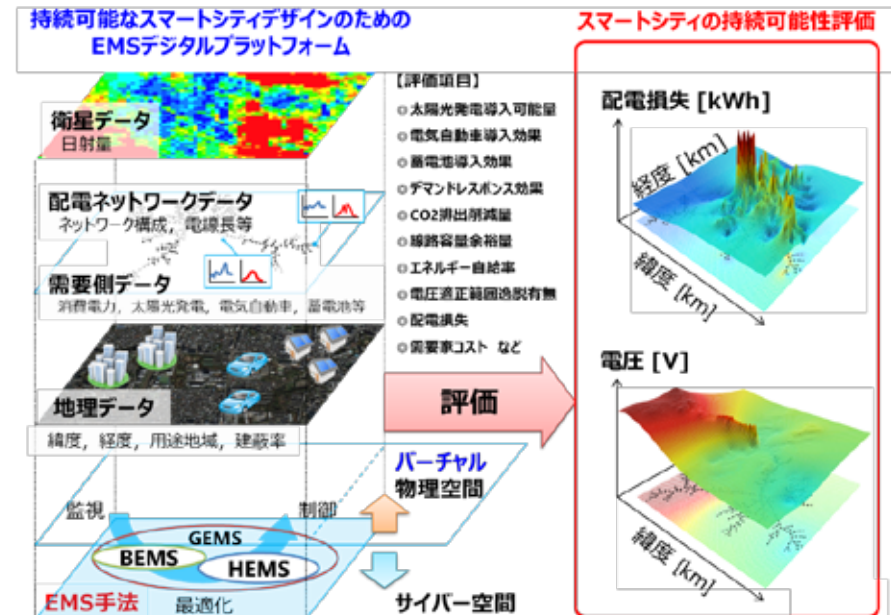 持続可能なスマートシティデザインのための
EMSデジタルプラットフォーム
衛星データ
日射量
配電ネットワークデータ
ネットワーク構成, 電線長等
需要側データ
消費電力, 太陽光発電, 電気自動車, 蓄電池等
地理データ
緯度, 経度, 用途地域, 建蔽率
バーチャル
物理空間
監視
制御
GEMS
BEMS
HEMS
EMS手法
最適化
サイバー空間
【評価項目】
◎太陽光発電導入可能量
◎電気自動車導入効果
◎蓄電池導入効果
◎デマンドレスポンス効果
◎CO2排出削減量
◎線路容量余裕量
◎エネルギー自給率
◎電圧適正範囲逸脱有無
◎配電損失
◎需要家コスト など
評価
スマートシティの持続可能性評価
配電損失 [kWh]
経度 [km]
緯度 [km]
電圧 [V]
緯度 [km]